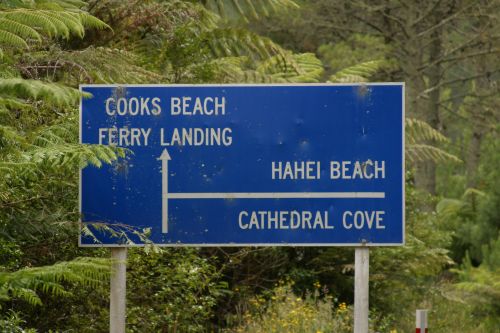 COOKS BEACH
FERRY LANDING
HAHEI BEACH
CATHEDRAL COVE